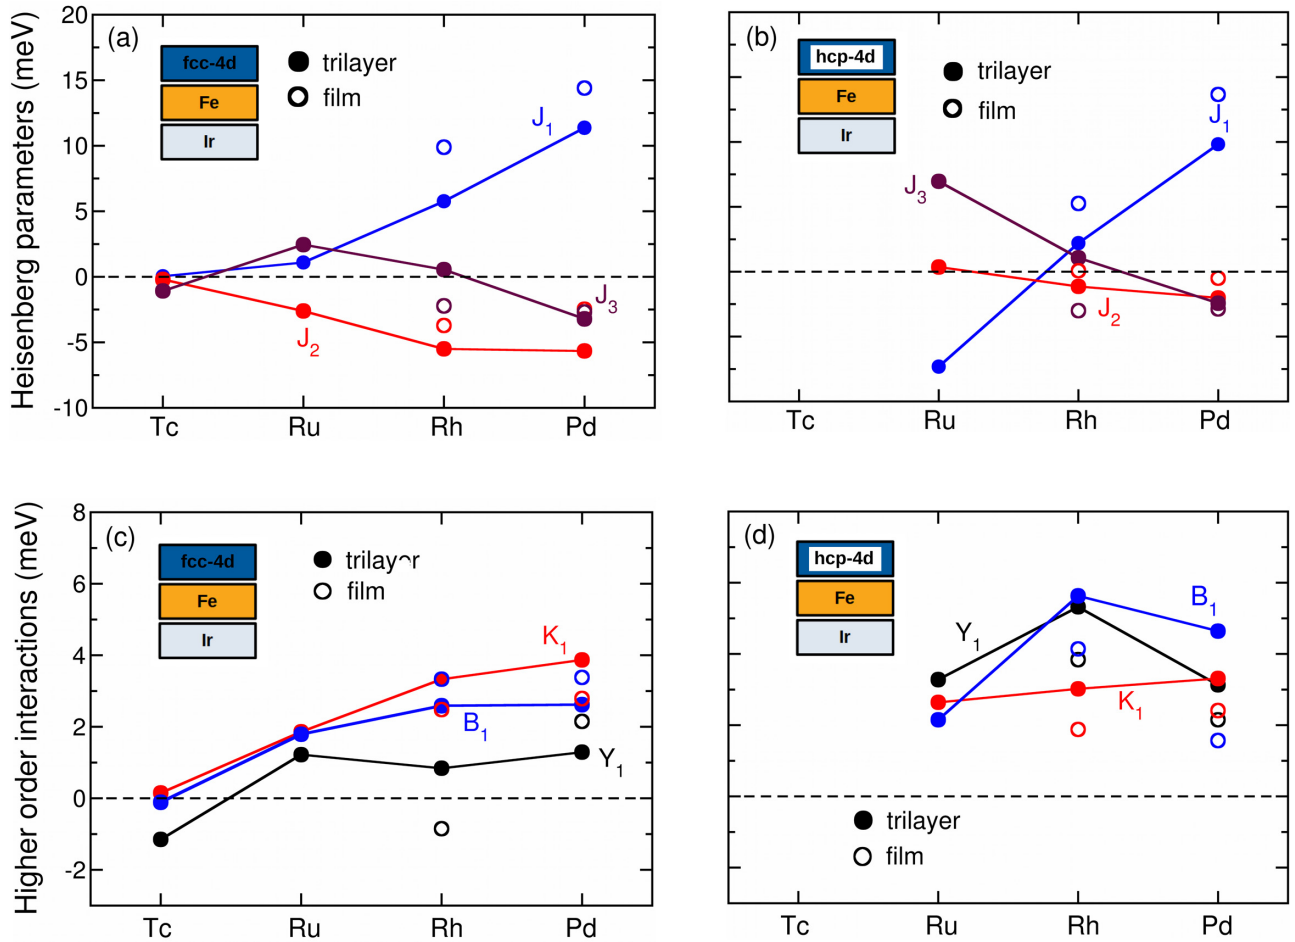 Heisenberg parameters (meV)
20
15
10
5
0
-5
-10
(a)
fcc-4d
Fe
Ir
trilayer
film
J1
J2
J3
Tc Ru Rh Pd
(b)
hcp-4d
Fe
Ir
trilayer
film
J1
J3
J2
Tc Ru Rh Pd
Higher order interactions (meV)
8
6
4
2
0
-2
(c)
fcc-4d
Fe
Ir
trilayer
film
K1
B1
Y1
Tc Ru Rh Pd
(d)
hcp-4d
Fe
Ir
B1
Y1
K1
trilayer
film
Tc Ru Rh Pd